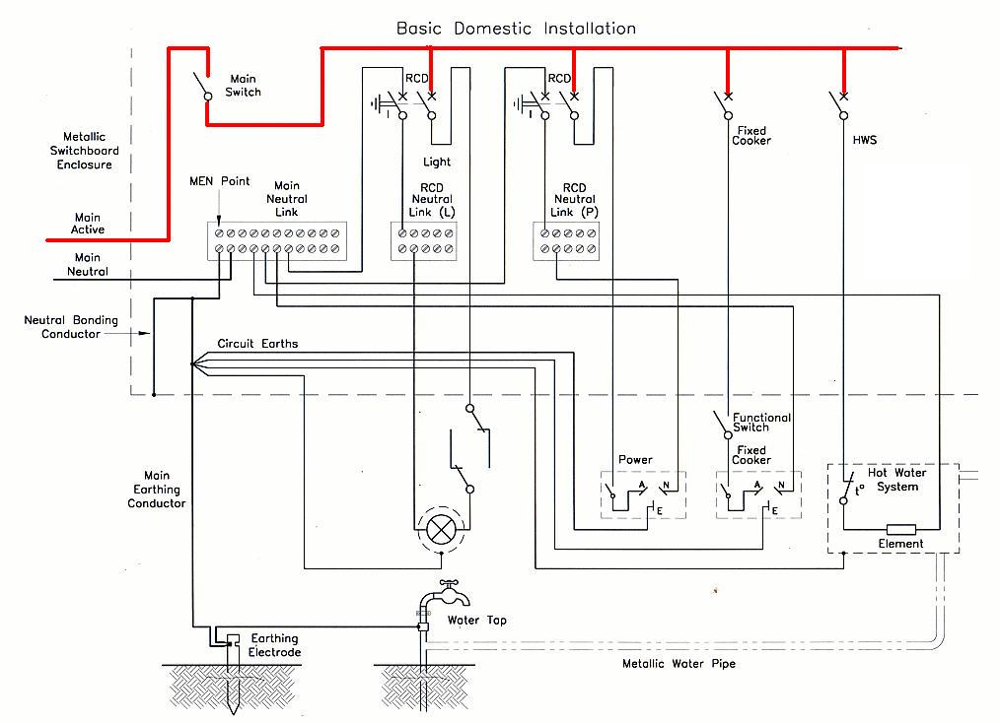 Basic Domestic Installation
Main
Switch
RCD
RCD
Metallic
Switchboard
Enclosure
Fixed
Cooker
HWS
Light
MEN Point
Main
Neutral
Link
RCD
Neutral
Link (L)
RCD
Neutral
Link (P)
Main
Active
Main
Neutral
Neutral Bonding
Conductor
Circuit Earths
Functional
Switch
Fixed
Cooker
Power
Main
Earthing
Conductor
A N
E
A N
E
Hot Water
System
t°
Element
Water Tap
Earthing
Electrode
Metallic Water Pipe